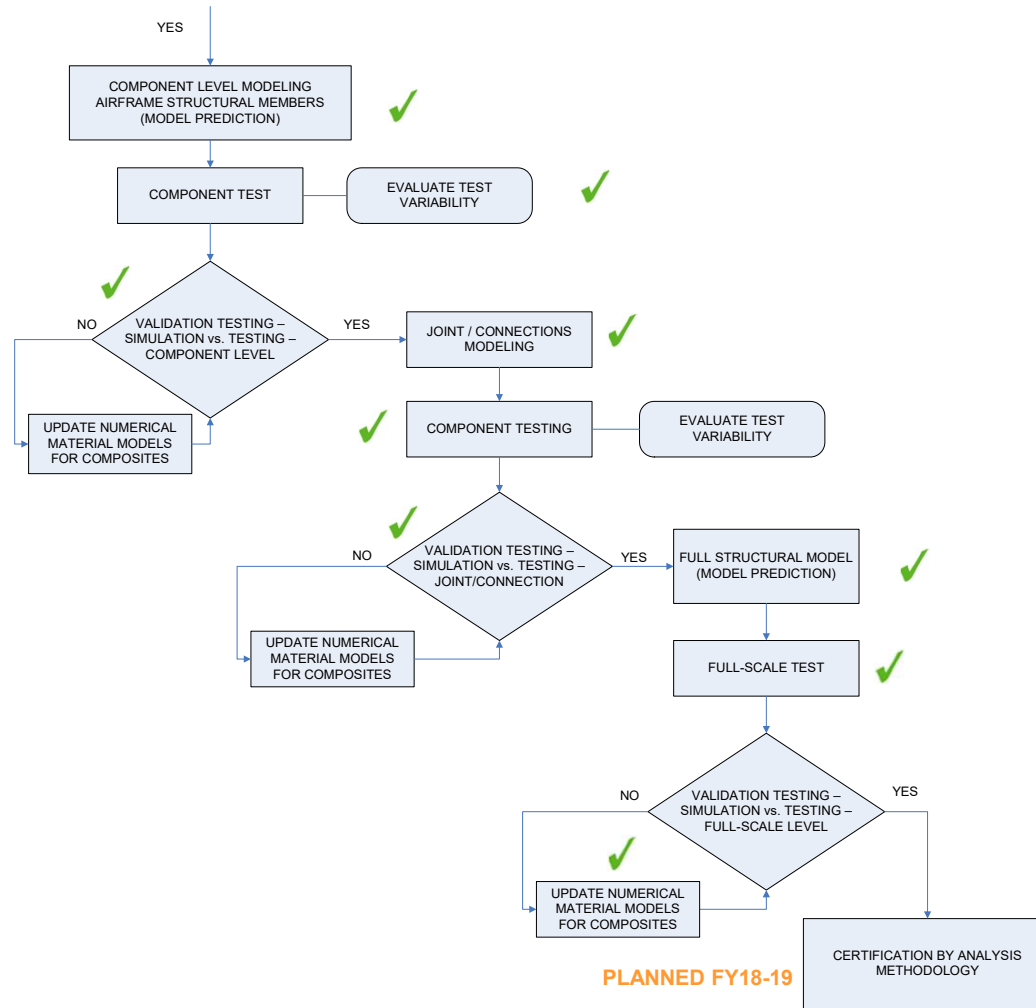 YES
COMPONENT LEVEL MODELING
AIRFRAME STRUCTURAL MEMBERS
(MODEL PREDICTION)
COMPONENT TEST
EVALUATE TEST
VARIABILITY
NO
VALIDATION TESTING –
SIMULATION vs. TESTING –
COMPONENT LEVEL
YES
JOINT / CONNECTIONS
MODELING
UPDATE NUMERICAL
MATERIAL MODELS
FOR COMPOSITES
COMPONENT TESTING
EVALUATE TEST
VARIABILITY
NO
VALIDATION TESTING –
SIMULATION vs. TESTING –
JOINT/CONNECTION
YES
FULL STRUCTURAL MODEL
(MODEL PREDICTION)
UPDATE NUMERICAL
MATERIAL MODELS
FOR COMPOSITES
FULL-SCALE TEST
NO
VALIDATION TESTING –
SIMULATION vs. TESTING –
FULL-SCALE LEVEL
YES
UPDATE NUMERICAL
MATERIAL MODELS
FOR COMPOSITES
PLANNED FY18-19
CERTIFICATION BY ANALYSIS
METHODOLOGY